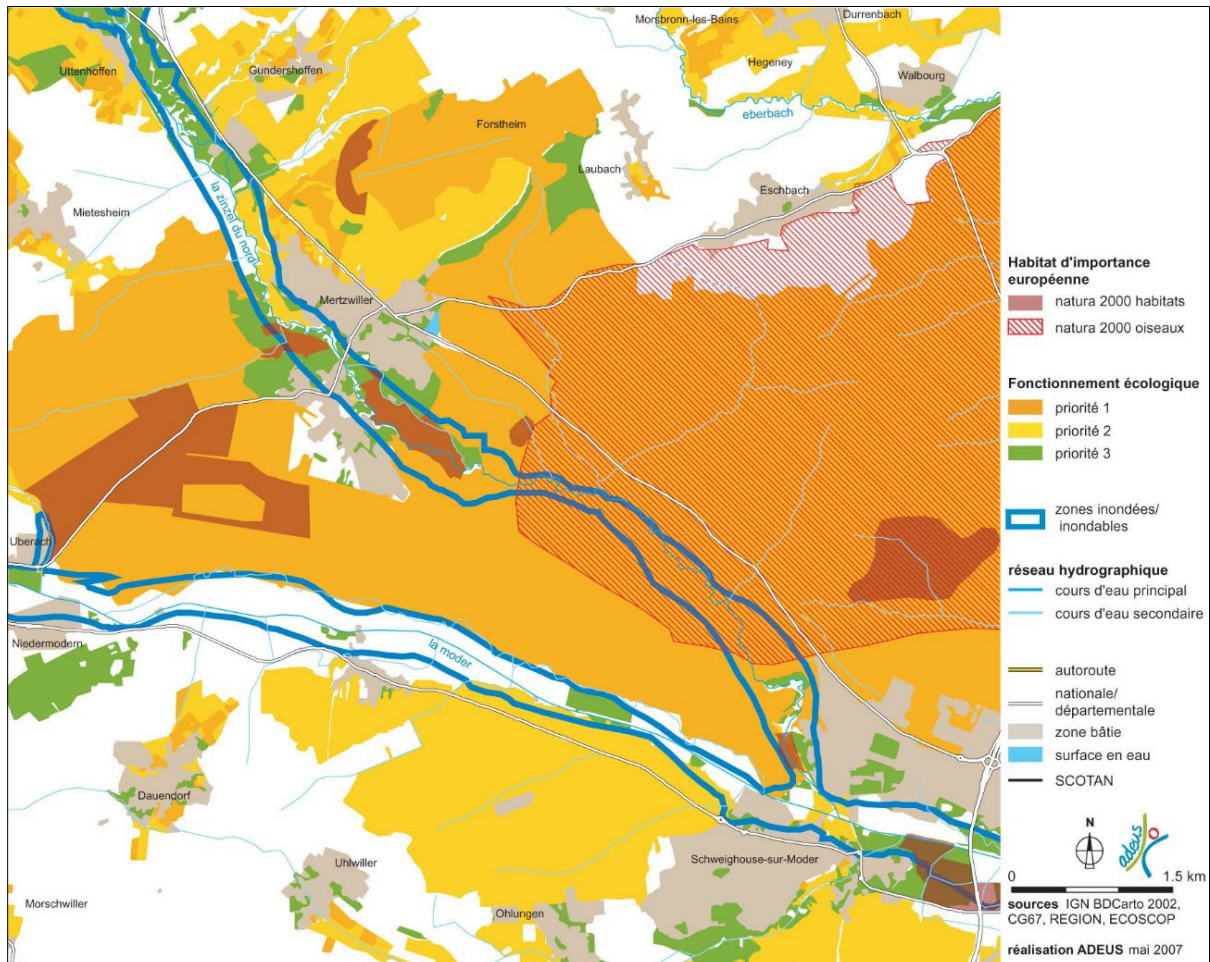 Morsbronn-les-Bains
Durrenbach
Uttenhoffen
Gundershoffen
Hegeney
Walbourg
eberbach
Forstheim
Laubach
Eschbach
Mietesheim
la zinzel du nord
Mertzwiller
Uberach
Niedermodern
la moder
Dauendorf
Uhlwiller
Schweighouse-sur-Moder
Morschwiller
Ohlungen
Habitat d'importance
européenne
natura 2000 habitats
natura 2000 oiseaux
Fonctionnement écologique
priorité 1
priorité 2
priorité 3
zones inondées/
inondables
réseau hydrographique
cours d'eau principal
cours d'eau secondaire
autoroute
nationale/
départementale
zone bâtie
surface en eau
SCOTAN
N
adeus
0 1.5 km
sources IGN BDCarto 2002,
CG67, REGION, ECOSCOP
réalisation ADEUS mai 2007